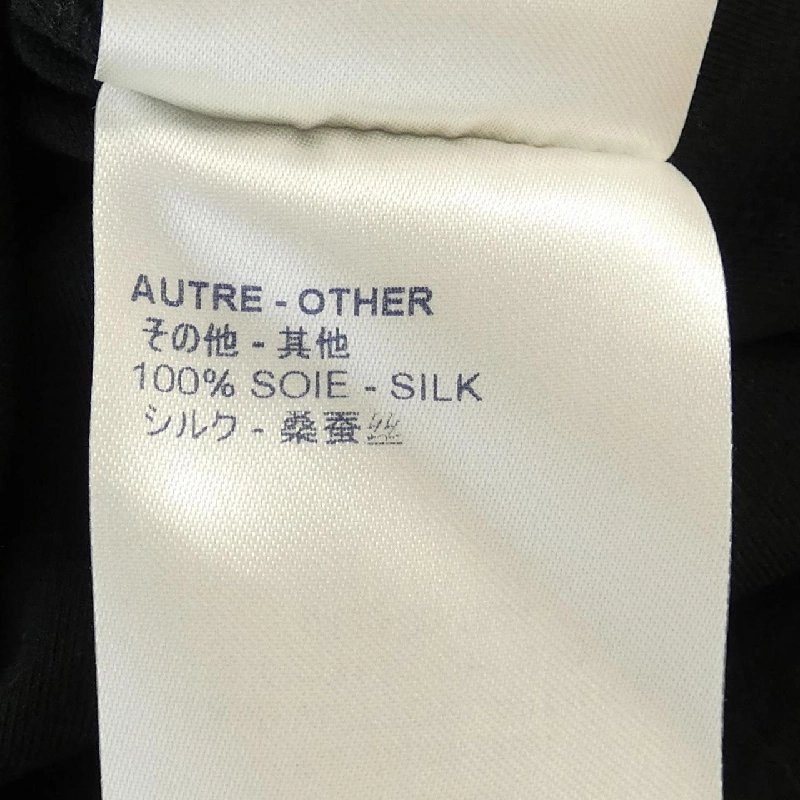 AUTRE - OTHER
その他 - 其他
100% SOIE - SILK
シルク - 桑蚕丝